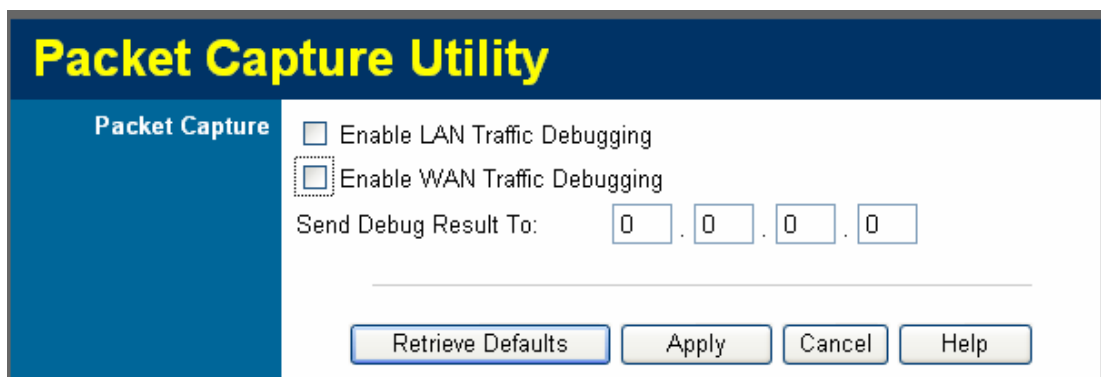 Packet Capture Utility
Packet Capture
Enable LAN Traffic Debugging
Enable WAN Traffic Debugging
Send Debug Result To: 0 . 0 . 0 . 0
Retrieve Defaults Apply Cancel Help